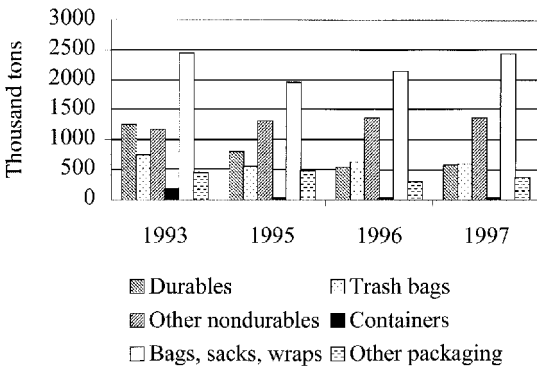 3000
2500
2000
1500
1000
500
0
Thousand tons
1993 1995 1996 1997
Durables Trash bags
Other nondurables Containers
Bags, sacks, wraps Other packaging